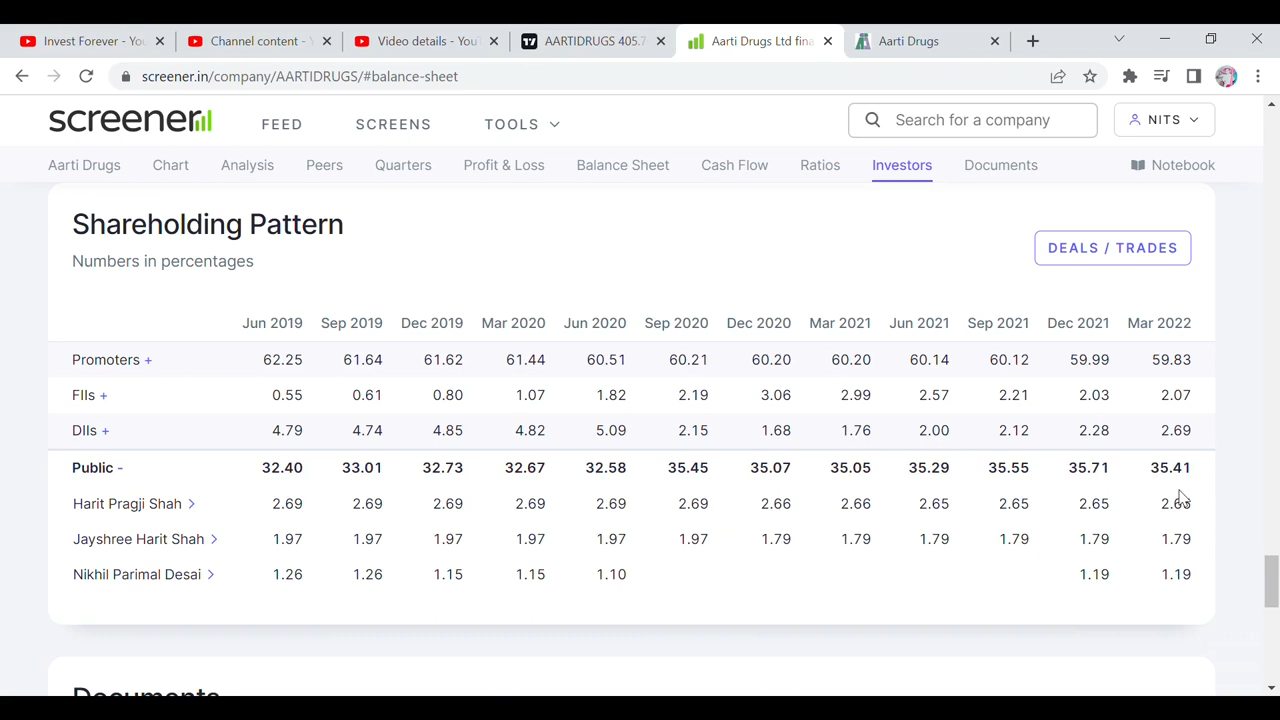 Invest Forever - You
Channel content - Y
Video details - YouT
AARTIDRUGS 405.7
Aarti Drugs Ltd fina
Aarti Drugs
screener.in/company/AARTIDRUGS/#balance-sheet
screener
FEED
SCREENS
TOOLS
Search for a company
NITS
Aarti Drugs Chart Analysis Peers Quarters Profit & Loss Balance Sheet Cash Flow Ratios Investors Documents Notebook
Shareholding Pattern
Numbers in percentages
DEALS / TRADES
Jun 2019 Sep 2019 Dec 2019 Mar 2020 Jun 2020 Sep 2020 Dec 2020 Mar 2021 Jun 2021 Sep 2021 Dec 2021 Mar 2022
Promoters + 62.25 61.64 61.62 61.44 60.51 60.21 60.20 60.20 60.14 60.12 59.99 59.83
FIIs + 0.55 0.61 0.80 1.07 1.82 2.19 3.06 2.99 2.57 2.21 2.03 2.07
DIIs + 4.79 4.74 4.85 4.82 5.09 2.15 1.68 1.76 2.00 2.12 2.28 2.69
Public - 32.40 33.01 32.73 32.67 32.58 35.45 35.07 35.05 35.29 35.55 35.71 35.41
Harit Pragji Shah > 2.69 2.69 2.69 2.69 2.69 2.69 2.66 2.66 2.65 2.65 2.65
Jayshree Harit Shah > 1.97 1.97 1.97 1.97 1.97 1.97 1.79 1.79 1.79 1.79 1.79 1.79
Nikhil Parimal Desai > 1.26 1.26 1.15 1.15 1.10 1.19 1.19
Documents